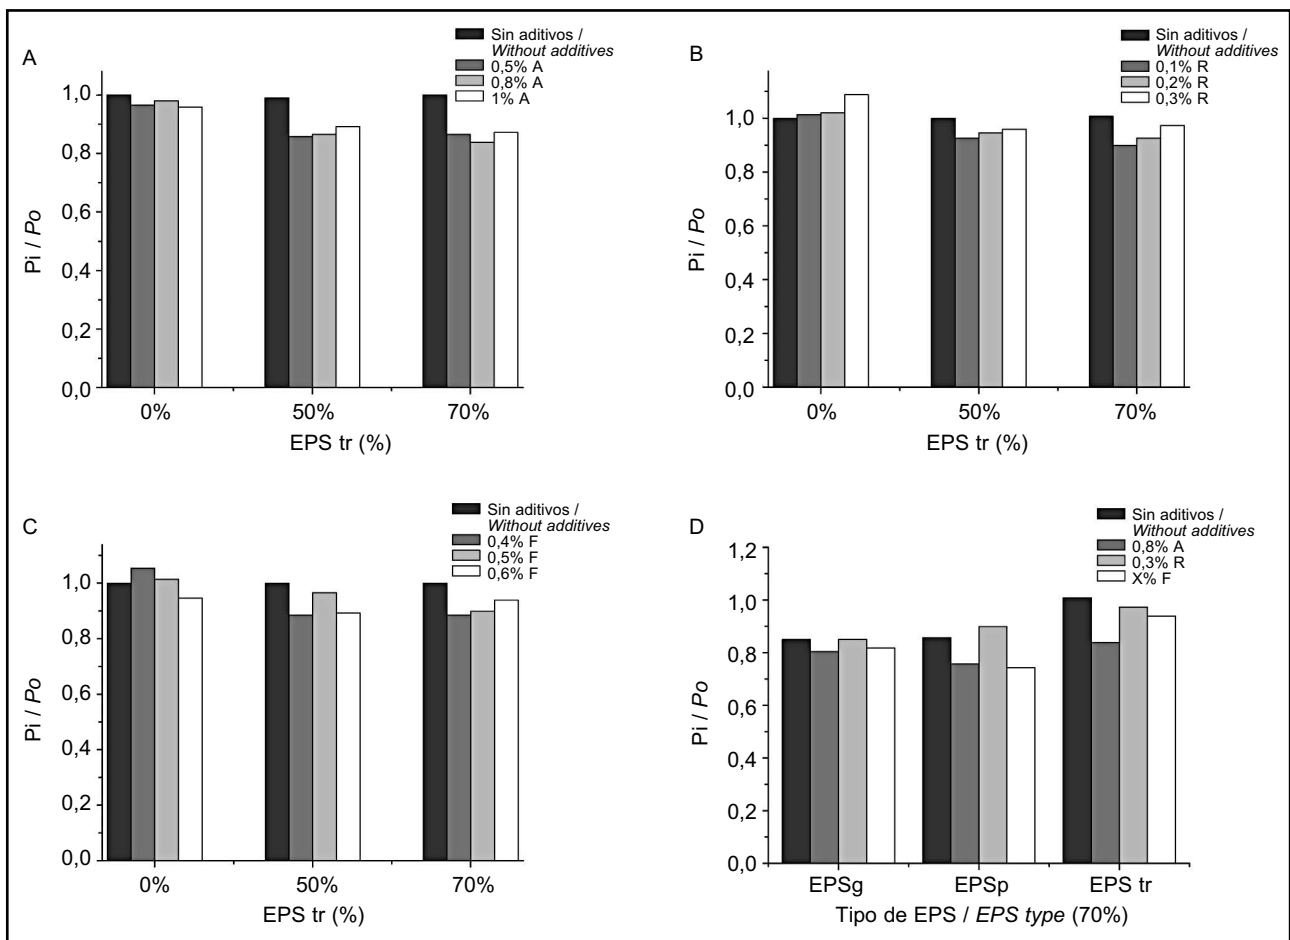 A
Sin aditivos /
Without additives
0,5% A
0,8% A
1% A
1,0
0,8
0,6
0,4
0,2
0,0
Pi / Po
0%
50%
70%
EPS tr (%)
B
Sin aditivos /
Without additives
0,1% R
0,2% R
0,3% R
1,0
0,8
0,6
0,4
0,2
0,0
Pi / Po
0%
50%
70%
EPS tr (%)
C
Sin aditivos /
Without additives
0,4% F
0,5% F
0,6% F
1,0
0,8
0,6
0,4
0,2
0,0
Pi / Po
0%
50%
70%
EPS tr (%)
D
Sin aditivos /
Without additives
0,8% A
0,3% R
X% F
1,2
1,0
0,8
0,6
0,4
0,2
0,0
Pi / Po
EPSg
EPSp
EPS tr
Tipo de EPS / EPS type (70%)